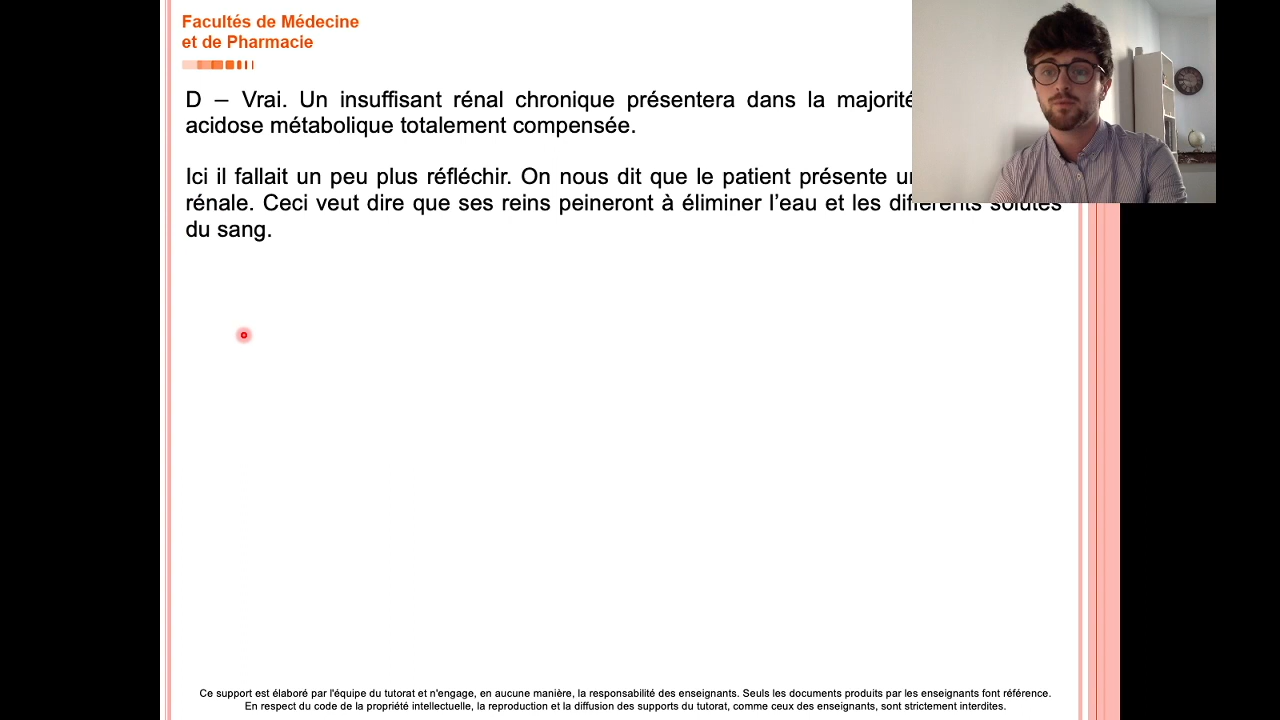 Facultés de Médecine
et de Pharmacie
D – Vrai. Un insuffisant rénal chronique présentera dans la majorité
acidose métabolique totalement compensée.
Ici il fallait un peu plus réfléchir. On nous dit que le patient présente
rénale. Ceci veut dire que ses reins peineront à éliminer l’eau et les différents solutés
du sang.
Ce support est élaboré par l'équipe du tutorat et n'engage, en aucune manière, la responsabilité des enseignants. Seuls les documents produits par les enseignants font référence.
En respect du code de la propriété intellectuelle, la reproduction et la diffusion des supports du tutorat, comme ceux des enseignants, sont strictement interdites.